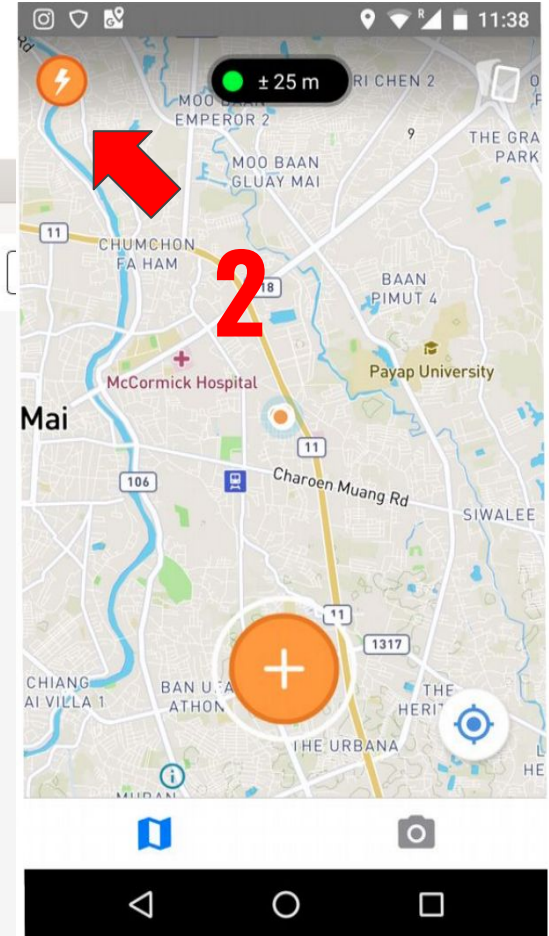 11:38
Rd
± 25 m
RI CHEN 2
MOO BAAN
EMPEROR 2
9
THE GRA
PARK
MOO BAAN
GLUAY MAI
11
CHUMCHON
FA HAM
2
18
BAAN
PIMUT 4
McCormick Hospital
Payap University
Mai
11
106
Charoen Muang Rd
SIWALEE
11
1317
CHIANG
AI VILLA 1
BAN U
ATHON
THE
HERIT
THE URBANA
HE